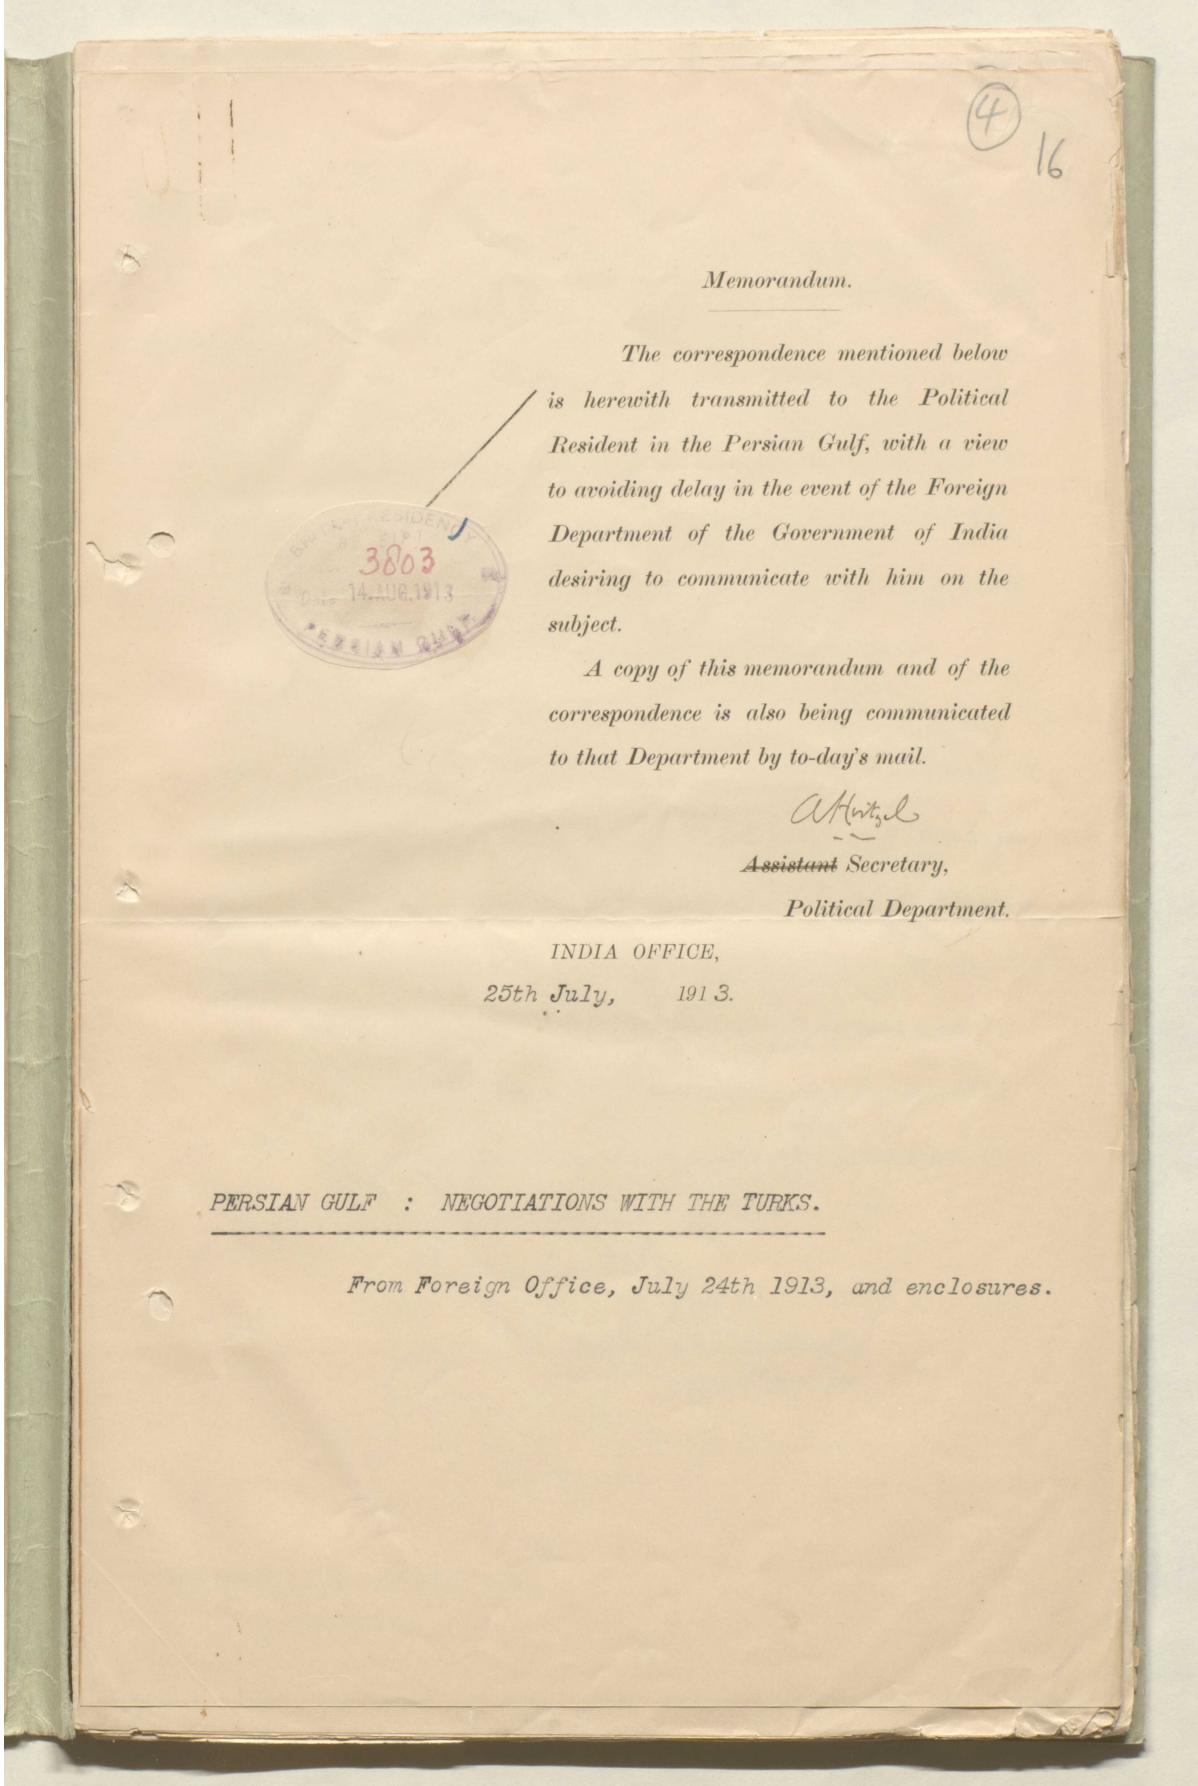 4
16
Memorandum.
The correspondence mentioned below
is herewith transmitted to the Political
Resident in the Persian Gulf, with a view
to avoiding delay in the event of the Foreign
Department of the Government of India
desiring to communicate with him on the
subject.
A copy of this memorandum and of the
correspondence is also being communicated
to that Department by to-day's mail.
RESIDENCY
3803
14.AUG.1913
PERSIAN GULF.
AHirtzel
Assistant Secretary,
Political Department.
INDIA OFFICE,
25th July, 1913.
PERSIAN GULF : NEGOTIATIONS WITH THE TURKS.
From Foreign Office, July 24th 1913, and enclosures.